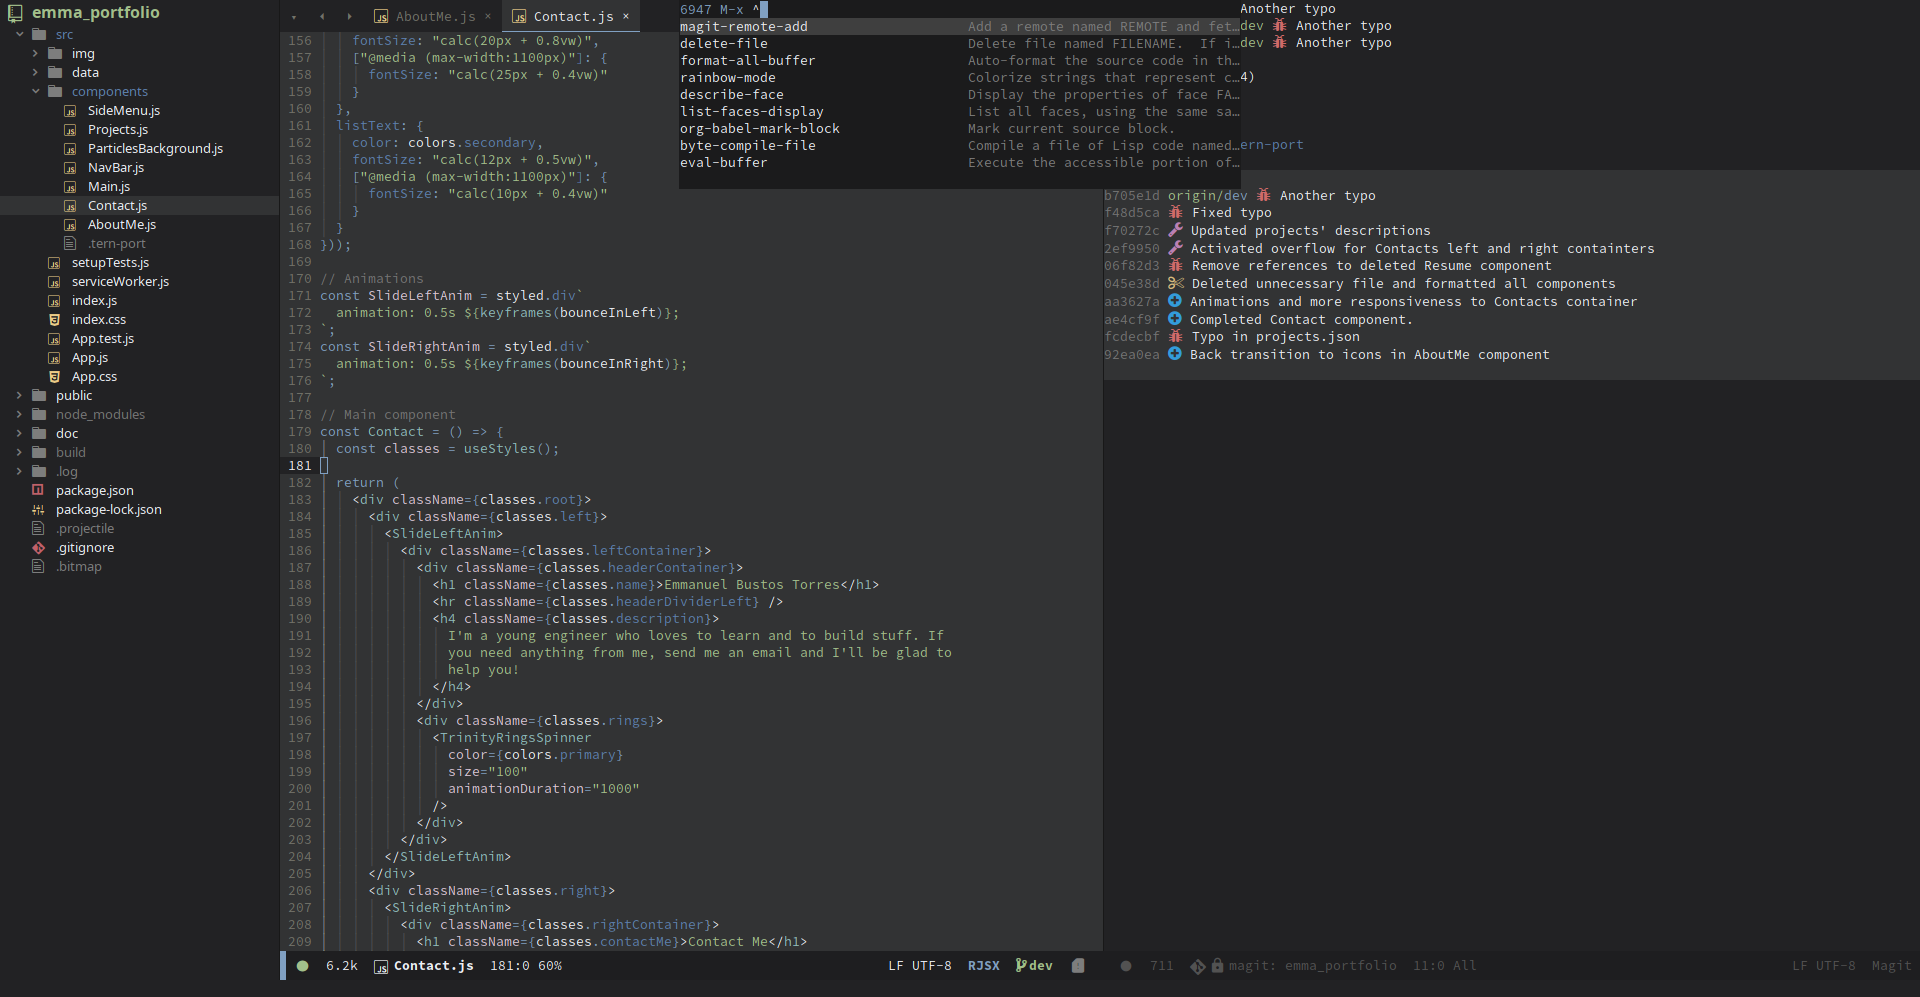 emma_portfolio
src
img
data
components
SideMenu.js
Projects.js
ParticlesBackground.js
NavBar.js
Main.js
Contact.js
AboutMe.js
.tern-port
setupTests.js
serviceWorker.js
index.js
index.css
App.test.js
App.js
App.css
public
node_modules
doc
build
.log
package.json
package-lock.json
.projectile
.gitignore
.bitmap
AboutMe.js ×
Contact.js ×
156 fontSize: "calc(20px + 0.8vw)",
157 ["@media (max-width:1100px)"]: {
158 fontSize: "calc(25px + 0.4vw)"
159 }
160 },
161 listText: {
162 color: colors.secondary,
163 fontSize: "calc(12px + 0.5vw)",
164 ["@media (max-width:1100px)"]: {
165 fontSize: "calc(10px + 0.4vw)"
166 }
167 }
168 }));
169
170 // Animations
171 const SlideLeftAnim = styled.div`
172 animation: 0.5s ${keyframes(bounceInLeft)};
173 `;
174 const SlideRightAnim = styled.div`
175 animation: 0.5s ${keyframes(bounceInRight)};
176 `;
177
178 // Main component
179 const Contact = () => {
180 const classes = useStyles();
181
182 return (
183 <div className={classes.root}>
184 <div className={classes.left}>
185 <SlideLeftAnim>
186 <div className={classes.leftContainer}>
187 <div className={classes.headerContainer}>
188 <h1 className={classes.name}>Emmanuel Bustos Torres</h1>
189 <hr className={classes.headerDividerLeft} />
190 <h4 className={classes.description}>
191 I'm a young engineer who loves to learn and to build stuff. If
192 you need anything from me, send me an email and I'll be glad to
193 help you!
194 </h4>
195 </div>
196 <div className={classes.rings}>
197 <TrinityRingsSpinner
198 color={colors.primary}
199 size="100"
200 animationDuration="1000"
201 />
202 </div>
203 </div>
204 </SlideLeftAnim>
205 </div>
206 <div className={classes.right}>
207 <SlideRightAnim>
208 <div className={classes.rightContainer}>
209 <h1 className={classes.contactMe}>Contact Me</h1>
6947 M-x ^
magit-remote-add Add a remote named REMOTE and fet…
delete-file Delete file named FILENAME. If i…
format-all-buffer Auto-format the source code in th…
rainbow-mode Colorize strings that represent c…
describe-face Display the properties of face FA…
list-faces-display List all faces, using the same sa…
org-babel-mark-block Mark current source block.
byte-compile-file Compile a file of Lisp code named…
eval-buffer Execute the accessible portion of…
Another typo
dev Another typo
dev Another typo
4)
ern-port
b705e1d origin/dev Another typo
f48d5ca Fixed typo
f70272c Updated projects' descriptions
2ef9950 Activated overflow for Contacts left and right containters
06f82d3 Remove references to deleted Resume component
045e38d Deleted unnecessary file and formatted all components
aa3627a Animations and more responsiveness to Contacts container
ae4cf9f Completed Contact component.
fcdecbf Typo in projects.json
92ea0ea Back transition to icons in AboutMe component
6.2k Contact.js 181:0 60% LF UTF-8 RJSX dev
711 magit: emma_portfolio 11:0 All LF UTF-8 Magit